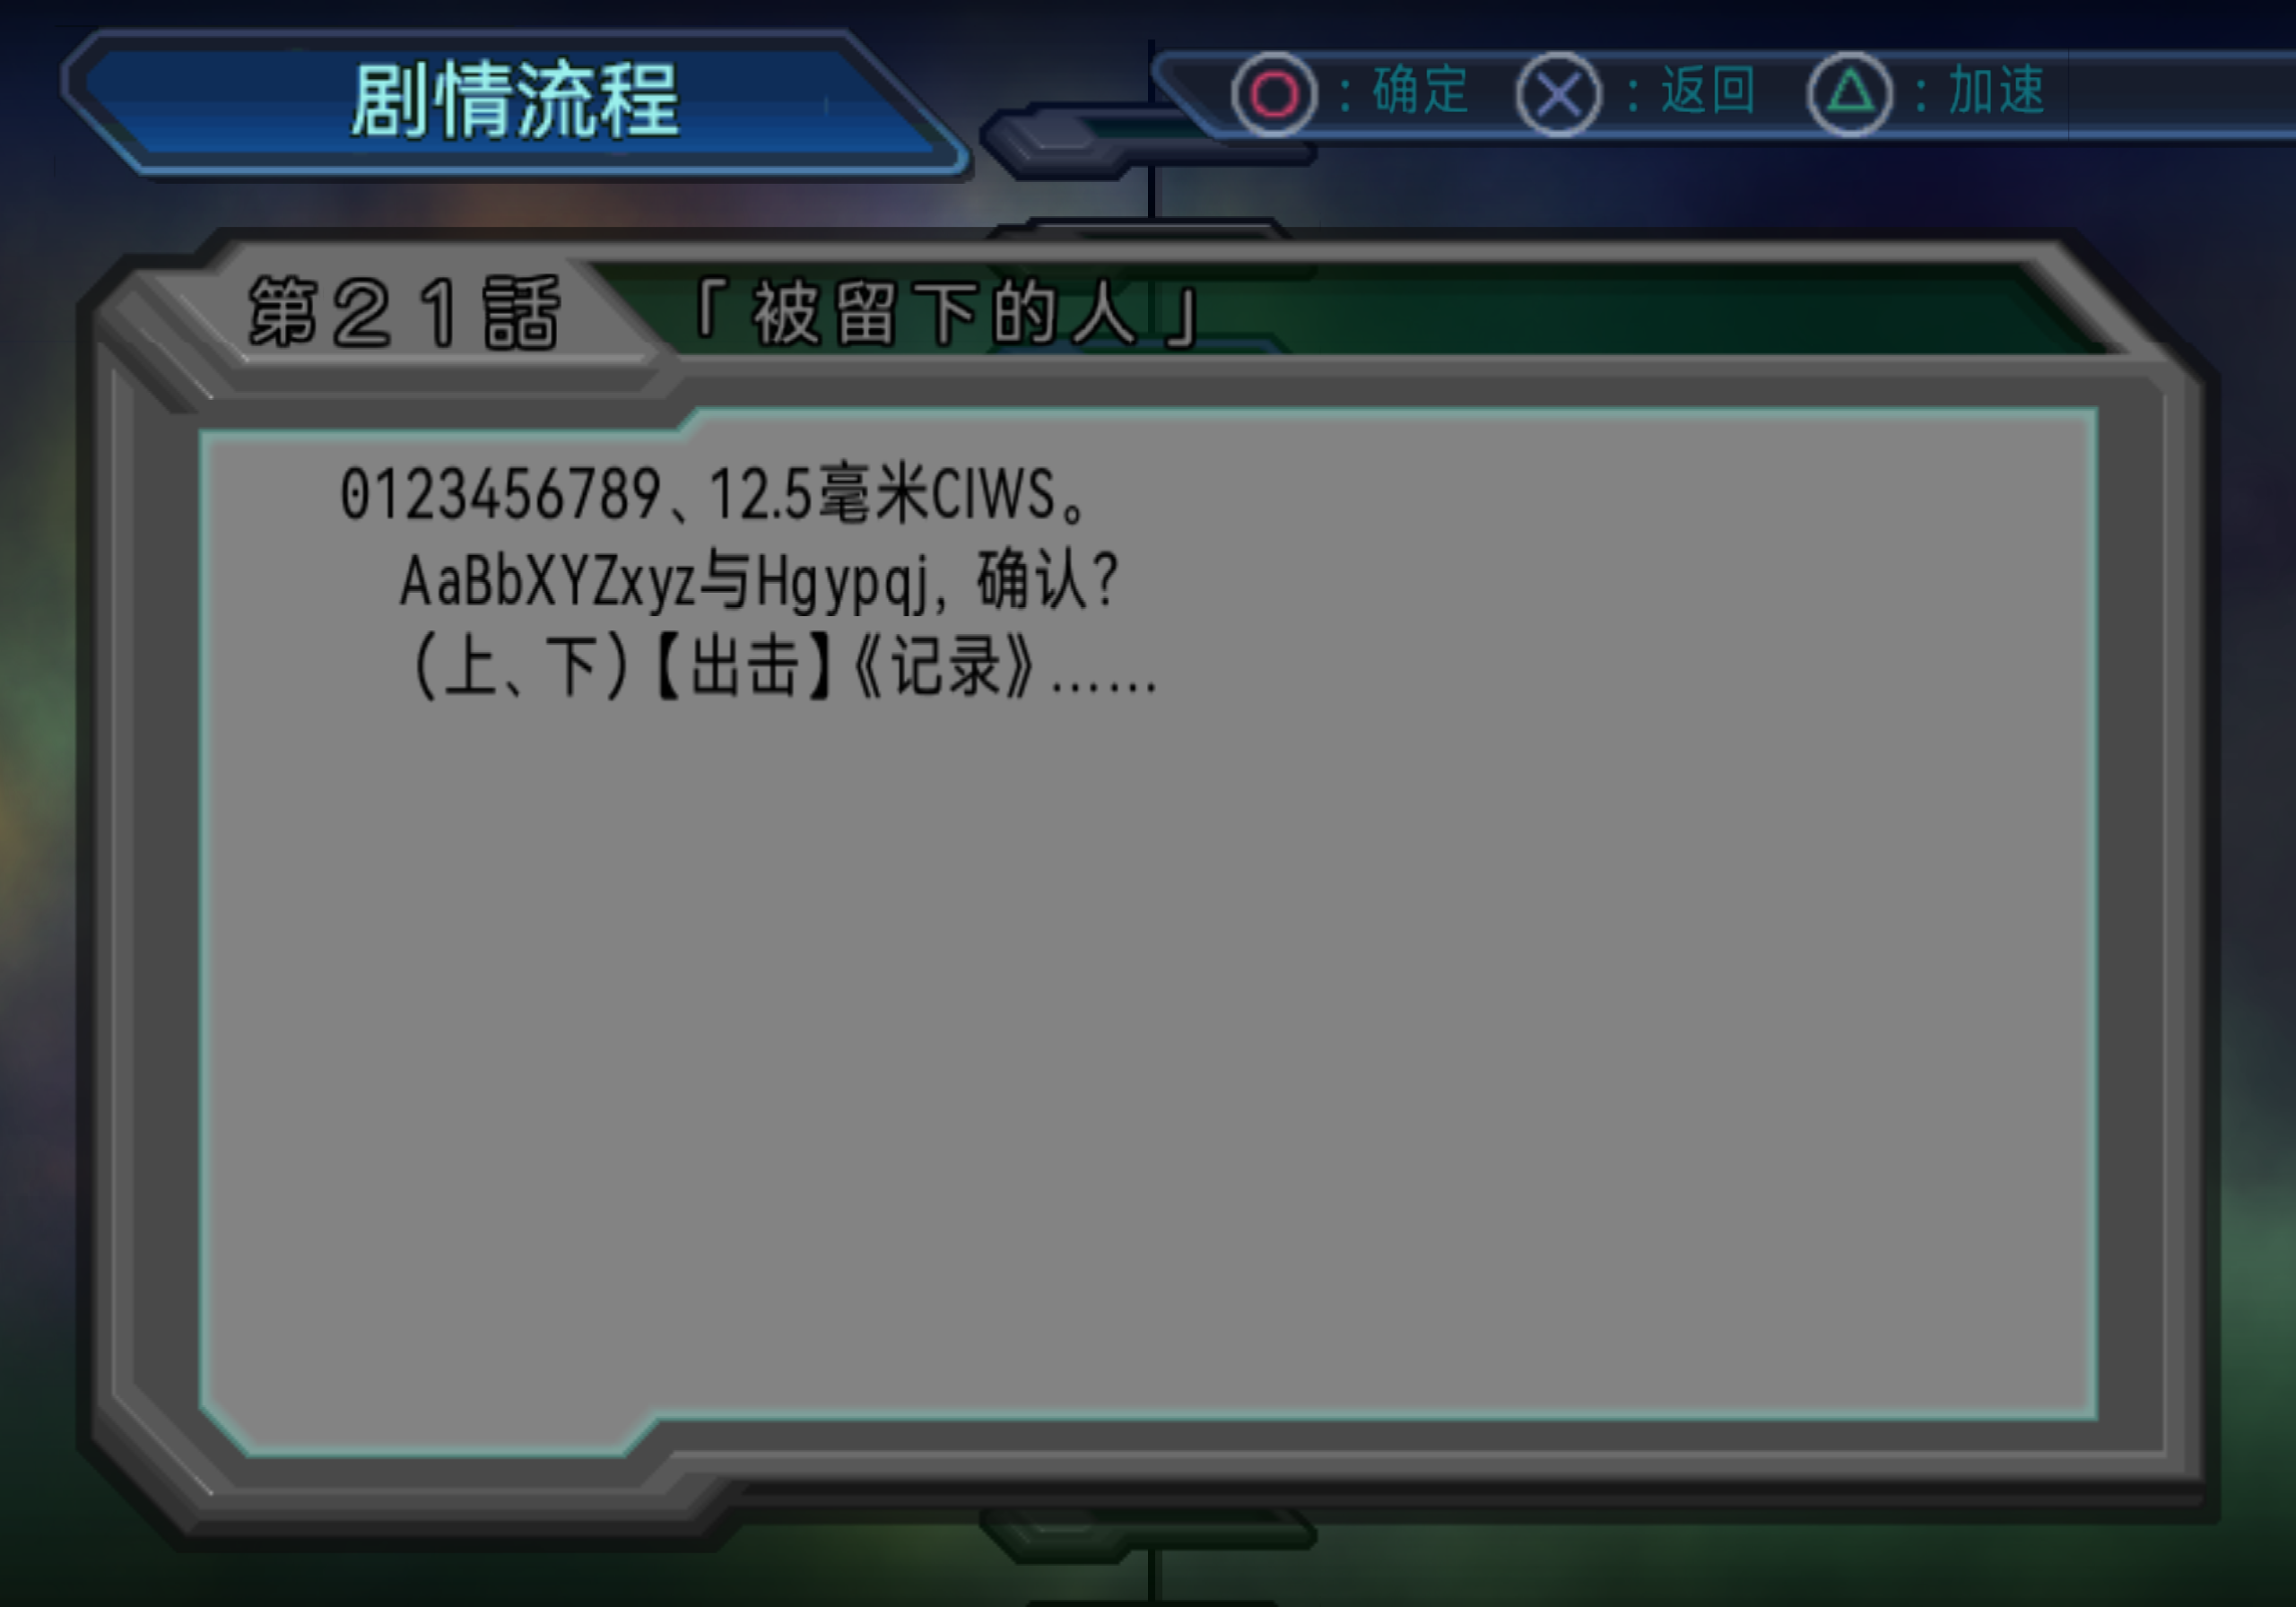 剧情流程
：确定 ：返回 ：加速
第２１話 「被留下的人」
0123456789、12.5毫米CIWS。
AaBbXYZxyz与Hgypqj，确认？
（上、下）【出击】《记录》……